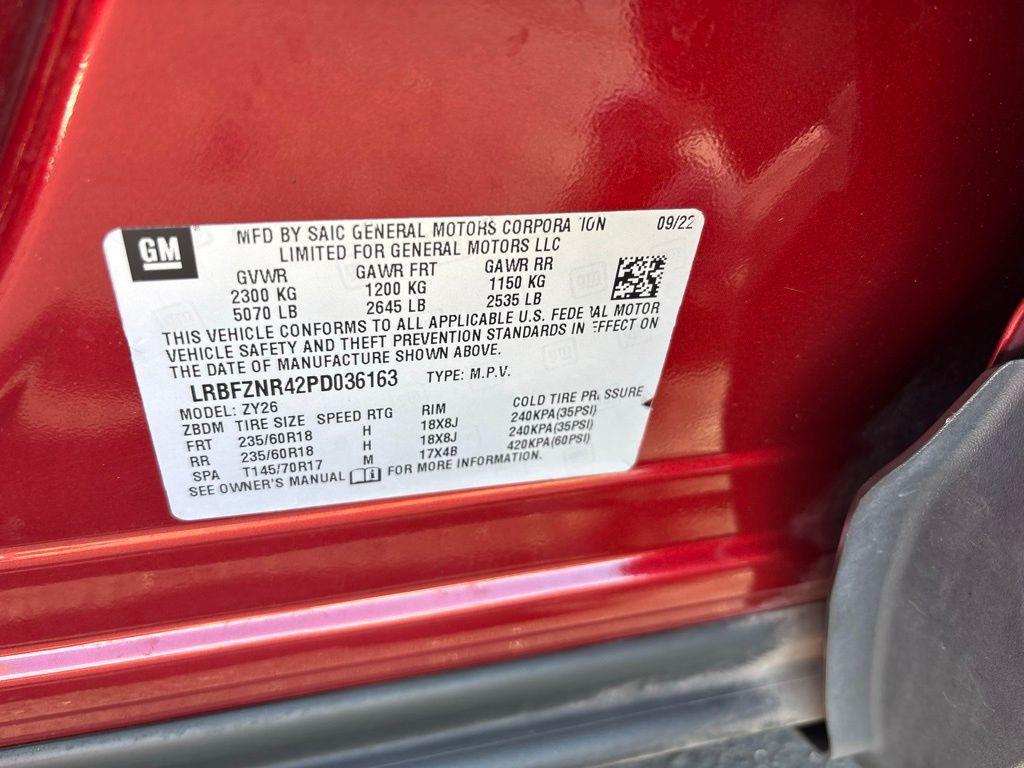 GM
MFD BY SAIC GENERAL MOTORS CORPORATION 09/22
LIMITED FOR GENERAL MOTORS LLC
GVWR GAWR FRT GAWR RR
2300 KG 1200 KG 1150 KG
5070 LB 2645 LB 2535 LB
THIS VEHICLE CONFORMS TO ALL APPLICABLE U.S. FEDERAL MOTOR
VEHICLE SAFETY AND THEFT PREVENTION STANDARDS IN EFFECT ON
THE DATE OF MANUFACTURE SHOWN ABOVE.
LRBFZNR42PD036163 TYPE: M.P.V.
MODEL: ZY26
ZBDM TIRE SIZE SPEED RTG RIM COLD TIRE PRESSURE
FRT 235/60R18 H 18X8J 240KPA(35PSI)
RR 235/60R18 H 18X8J 240KPA(35PSI)
SPA T145/70R17 M 17X4B 420KPA(60PSI)
SEE OWNER'S MANUAL FOR MORE INFORMATION.